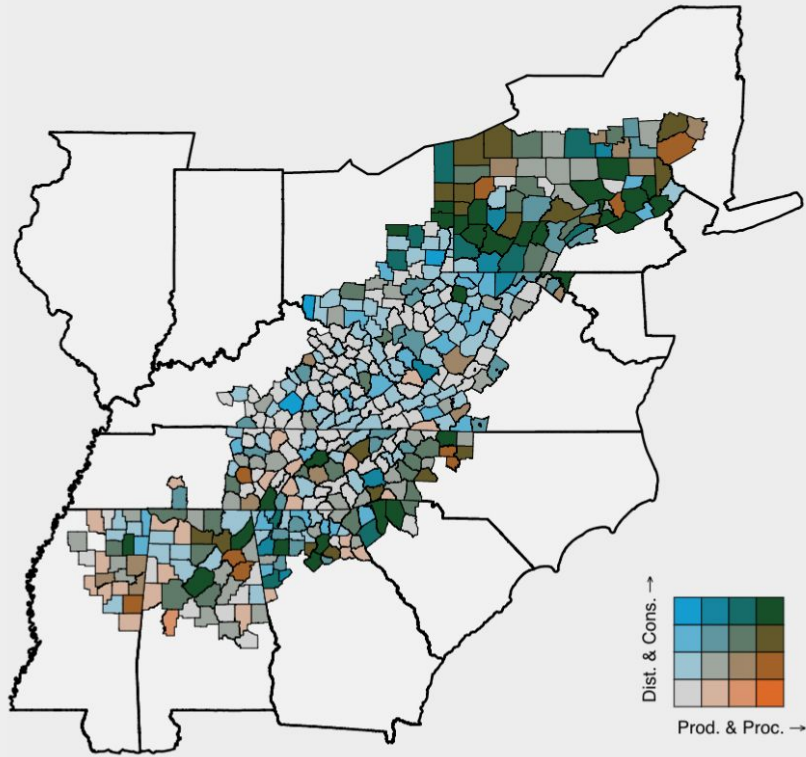 Dist. & Cons. →
Prod. & Proc. →